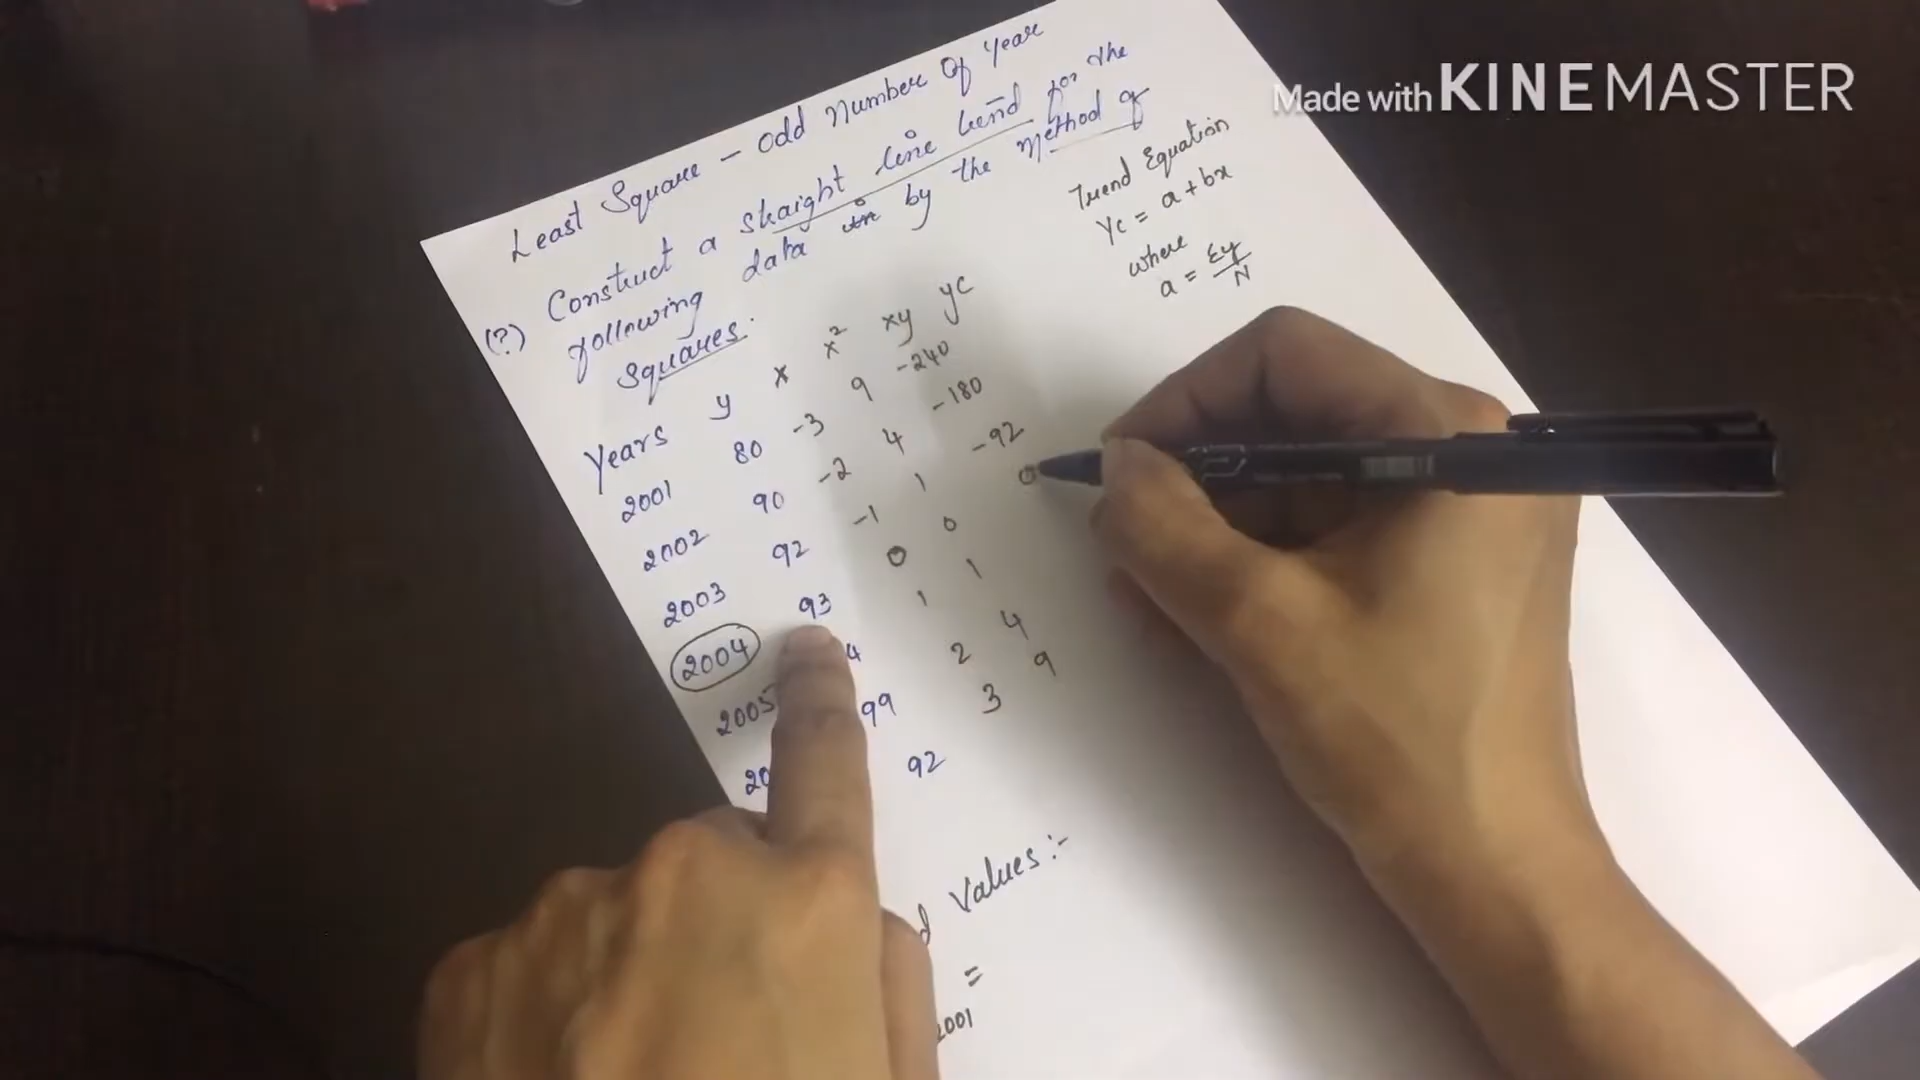 Made with KINEMASTER
Least Square - Odd Number Of Year
(?) Construct a straight line trend for the
following data by the method of
squares.
Trend Equation
Yc = a + bx
where
a = Σy/N
Years y x x² xy yc
2001 80 -3 9 -240
2002 90 -2 4 -180
2003 92 -1 1 -92
2004 93 0 0 0
2005 4 1 1
20 99 2 4
92 3 9
d Values :-
=
2001